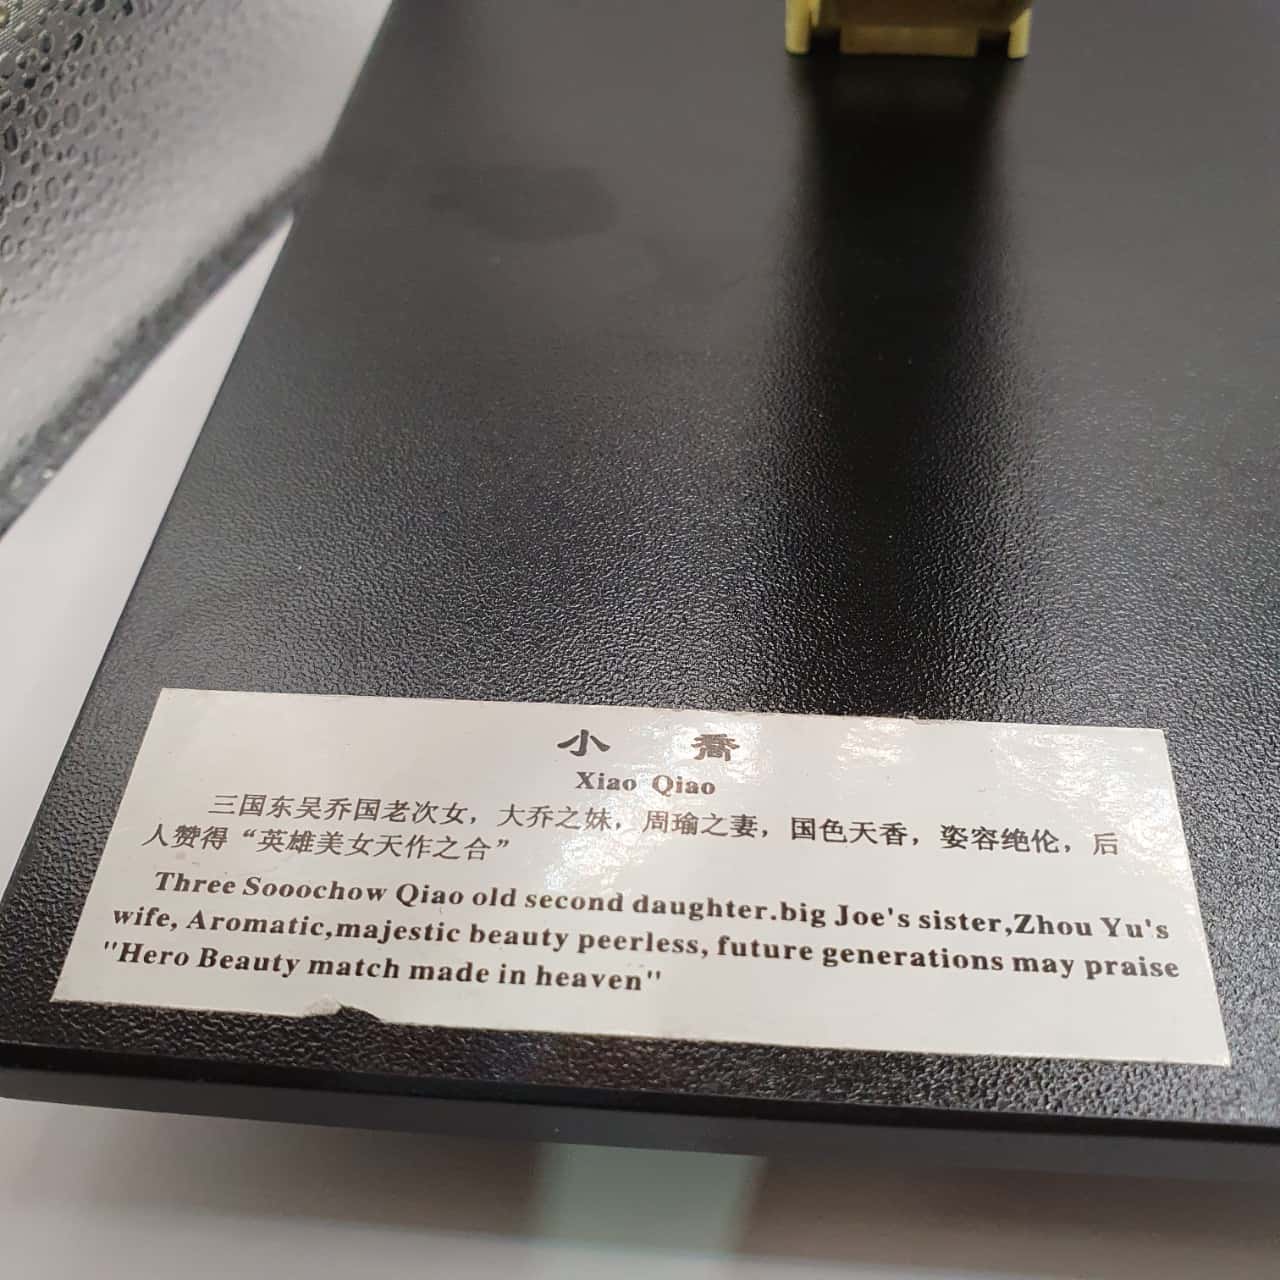 小 喬
Xiao Qiao
三国东吴乔国老次女，大乔之妹，周瑜之妻，国色天香，姿容绝伦，后
人赞得“英雄美女天作之合”
Three Sooochow Qiao old second daughter.big Joe's sister,Zhou Yu's
wife, Aromatic,majestic beauty peerless, future generations may praise
"Hero Beauty match made in heaven"